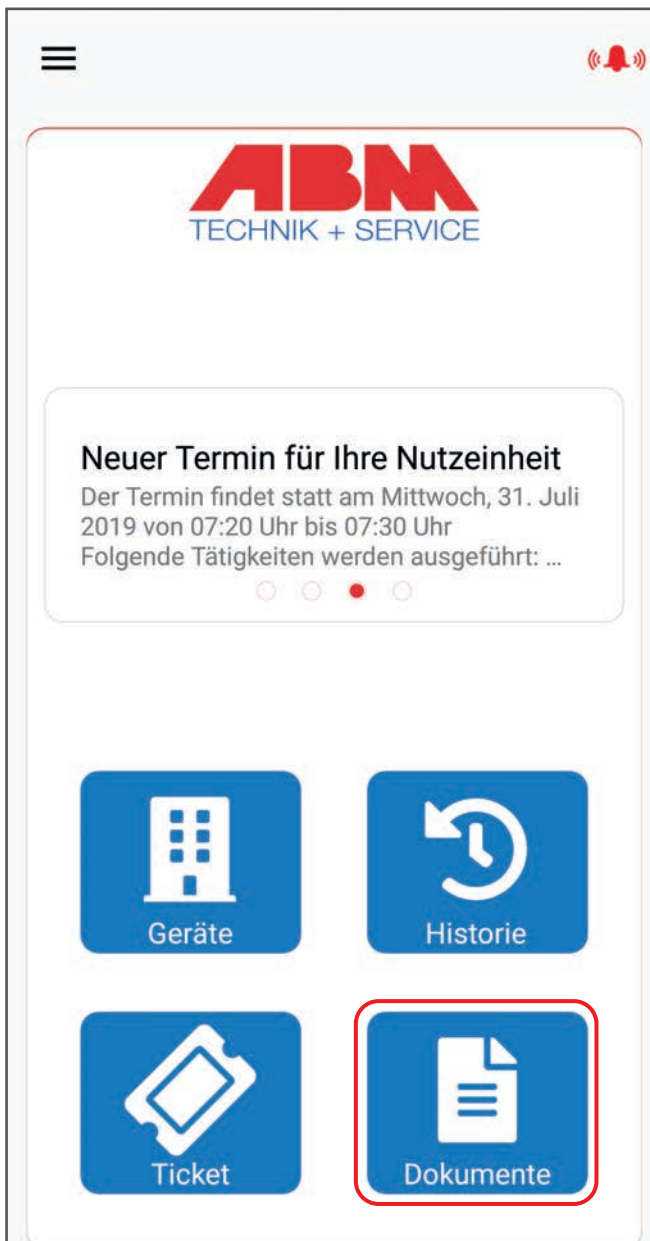 ABM
TECHNIK + SERVICE
Neuer Termin für Ihre Nutzeinheit
Der Termin findet statt am Mittwoch, 31. Juli
2019 von 07:20 Uhr bis 07:30 Uhr
Folgende Tätigkeiten werden ausgeführt: ...
Geräte
Historie
Ticket
Dokumente